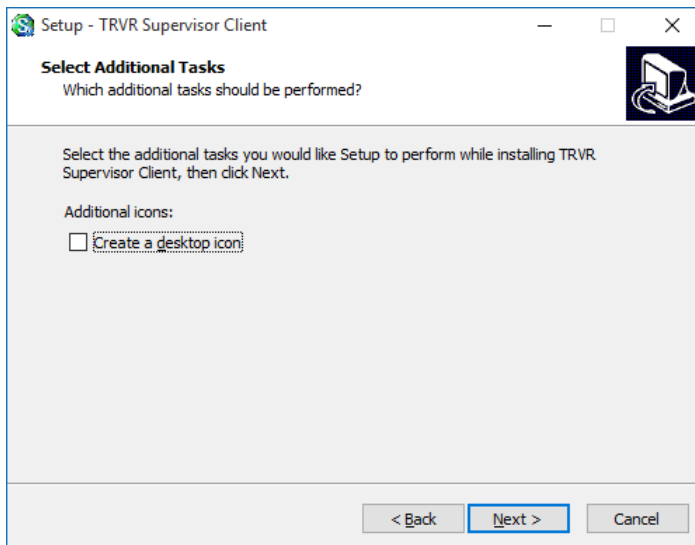 Setup - TRVR Supervisor Client
Select Additional Tasks
Which additional tasks should be performed?
Select the additional tasks you would like Setup to perform while installing TRVR
Supervisor Client, then click Next.
Additional icons:
Create a desktop icon
< Back
Next >
Cancel